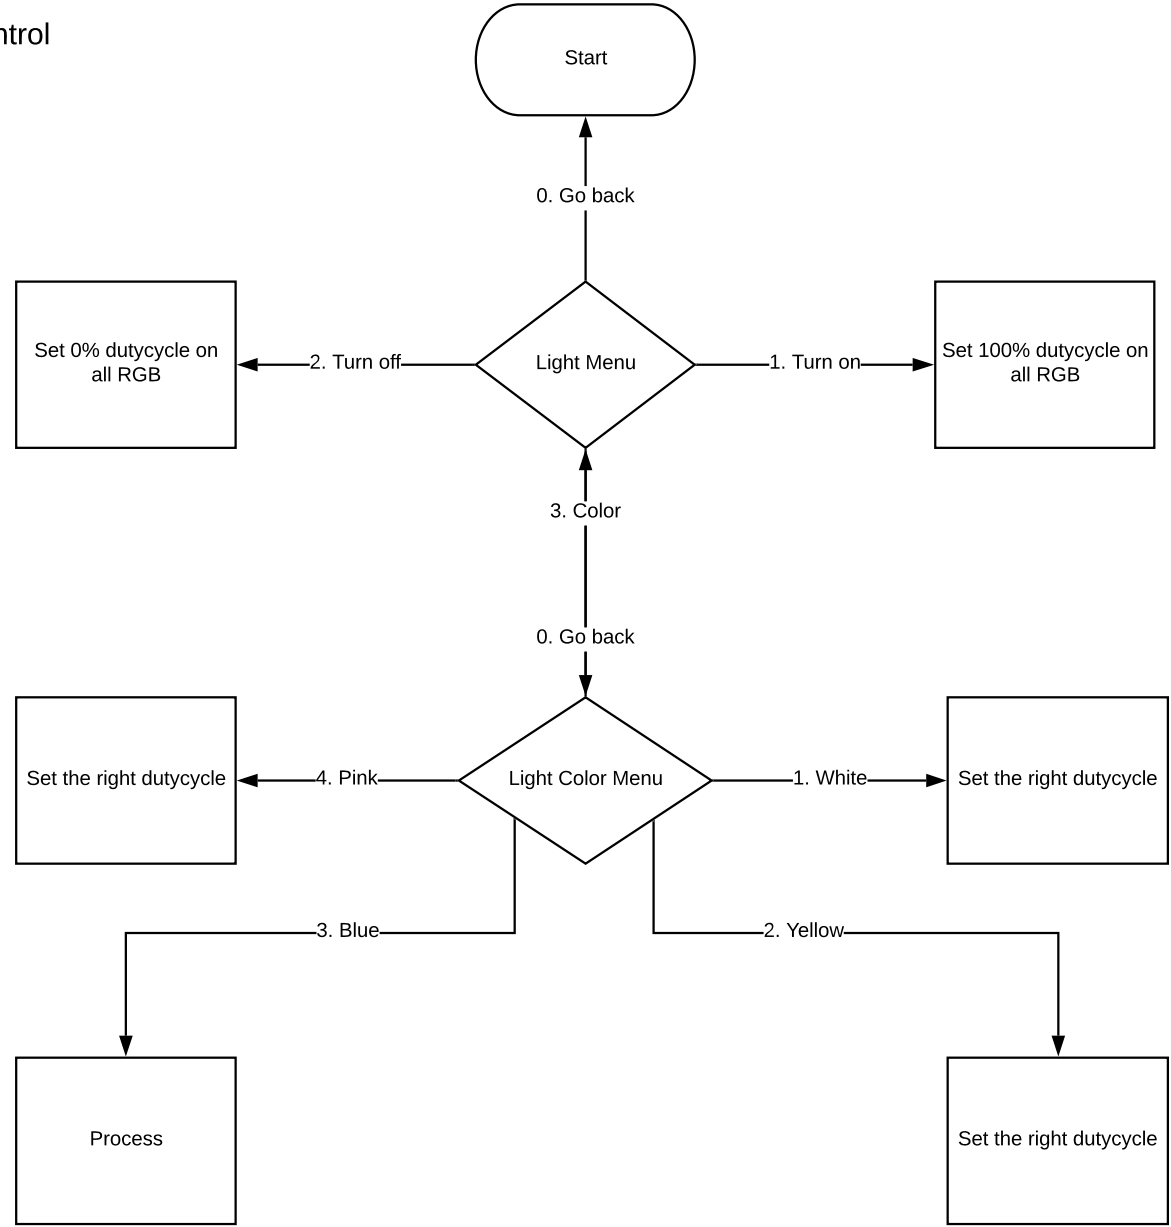 ntrol
Start
0. Go back
Set 0% dutycycle on
all RGB
2. Turn off
Light Menu
1. Turn on
Set 100% dutycycle on
all RGB
3. Color
0. Go back
Set the right dutycycle
4. Pink
Light Color Menu
1. White
Set the right dutycycle
3. Blue
2. Yellow
Process
Set the right dutycycle